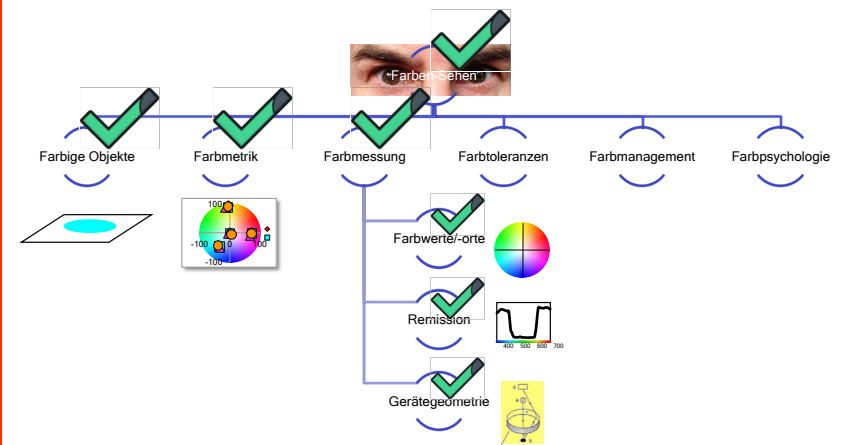 Farben-Sehen
Farbige Objekte
Farbmetrik
Farbmessung
Farbtoleranzen
Farbmanagement
Farbpsychologie
100
-100 0 100
-100
Farbwerte/-orte
Remission
400 500 600 700
Gerätegeometrie